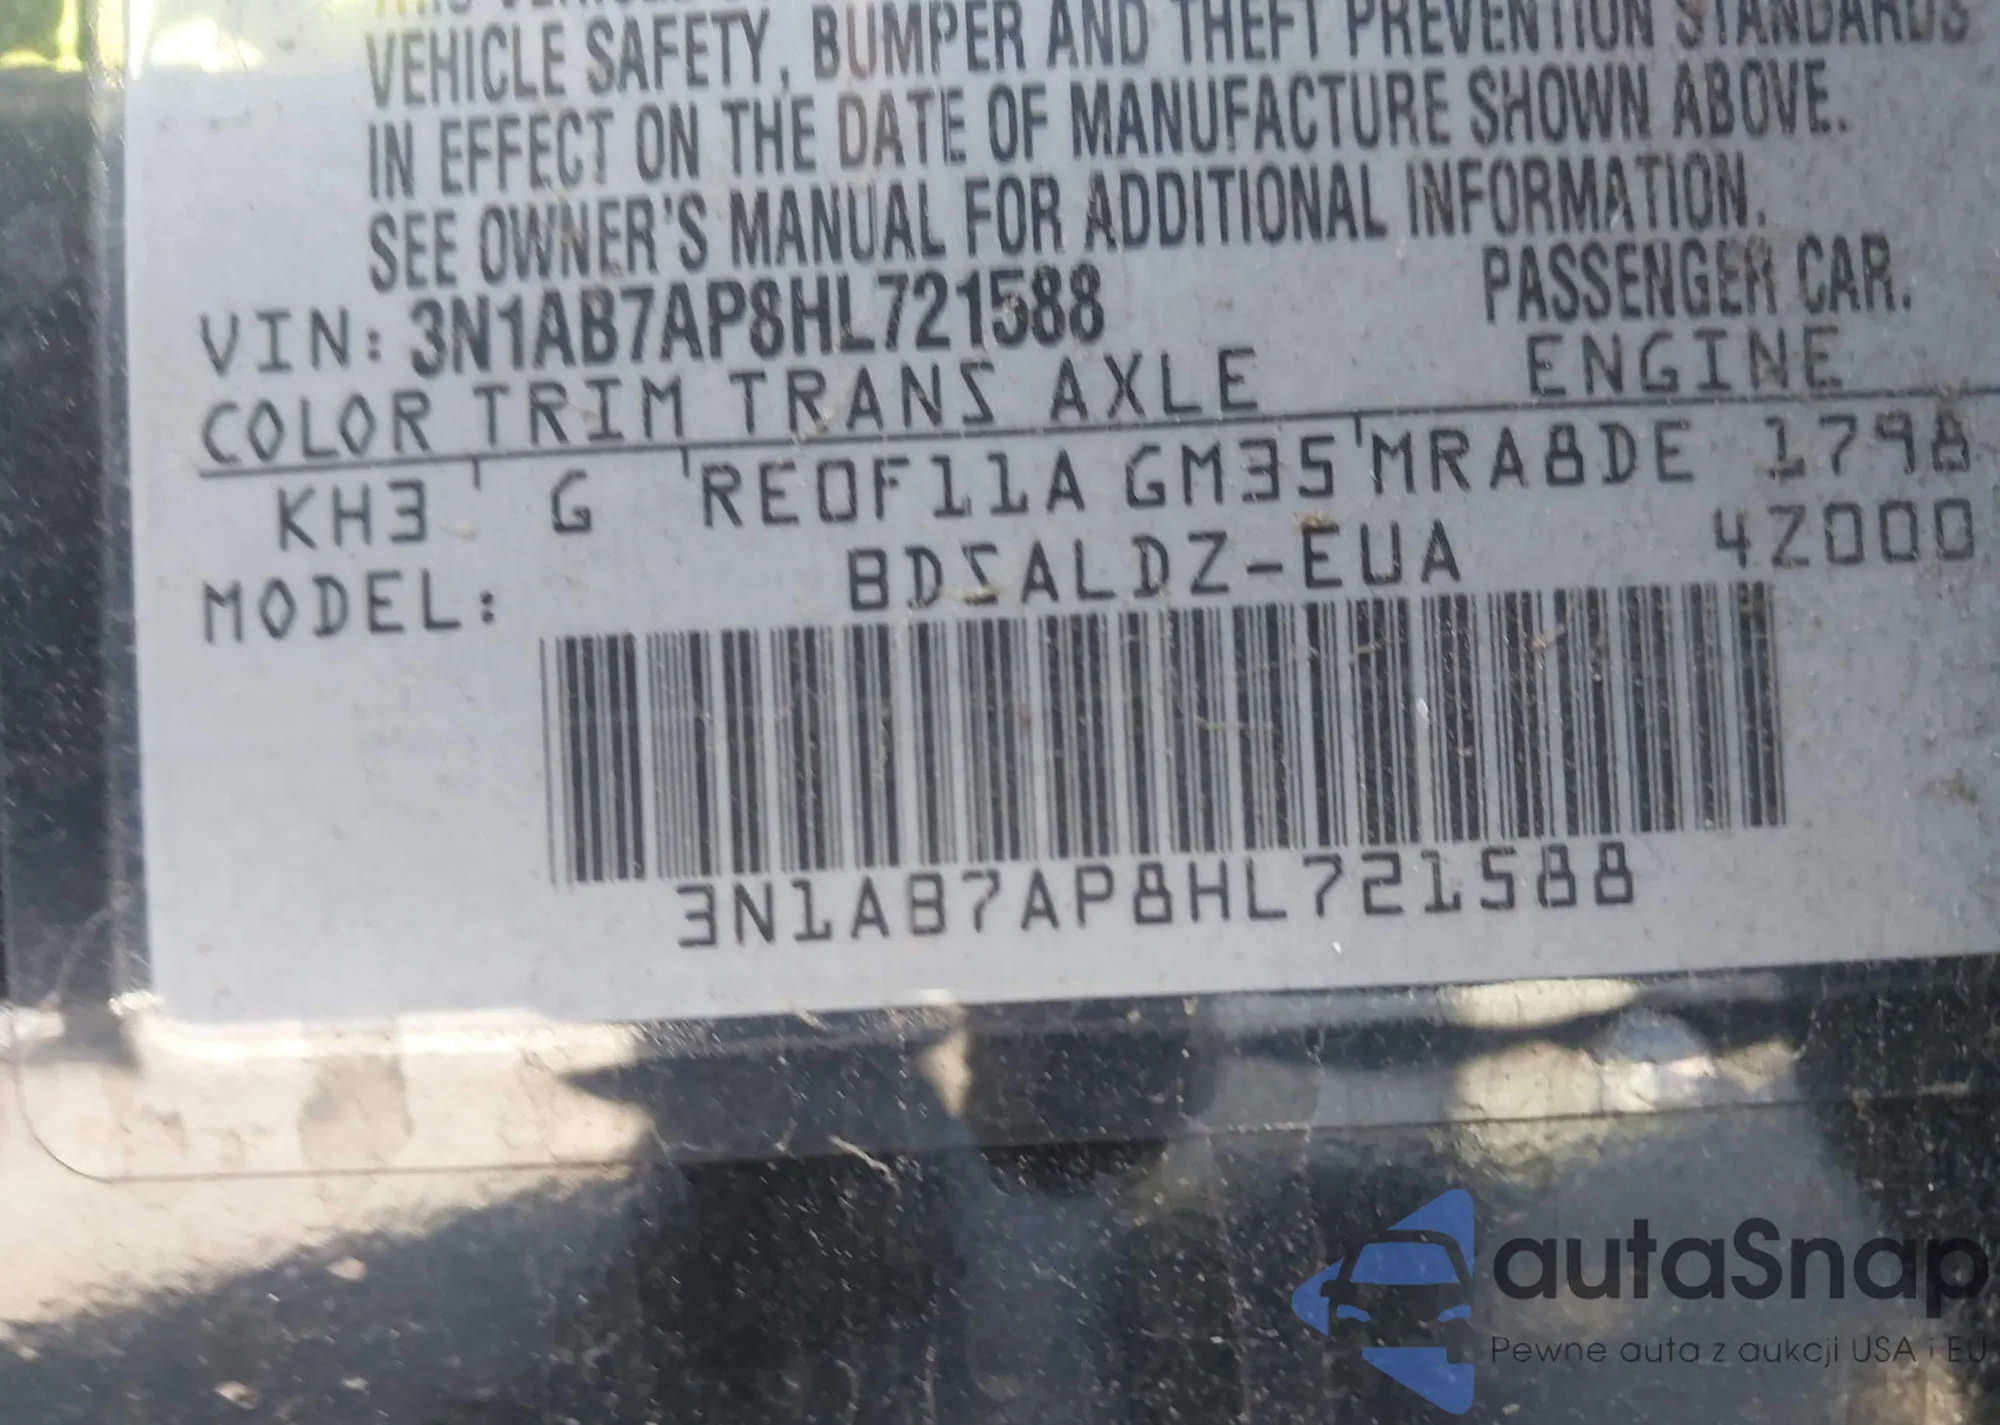 THIS VEHICLE
VEHICLE SAFETY, BUMPER AND THEFT PREVENTION STANDARDS
IN EFFECT ON THE DATE OF MANUFACTURE SHOWN ABOVE.
SEE OWNER'S MANUAL FOR ADDITIONAL INFORMATION.
VIN: 3N1AB7AP8HL721588 PASSENGER CAR.
COLOR TRIM TRANS AXLE ENGINE
KH3 G RE0F11A GM35 MRA8DE 1798
MODEL: BDSALDZ-EUA 4Z000
3N1AB7AP8HL721588
autaSnap
Pewne auta z aukcji USA i EU